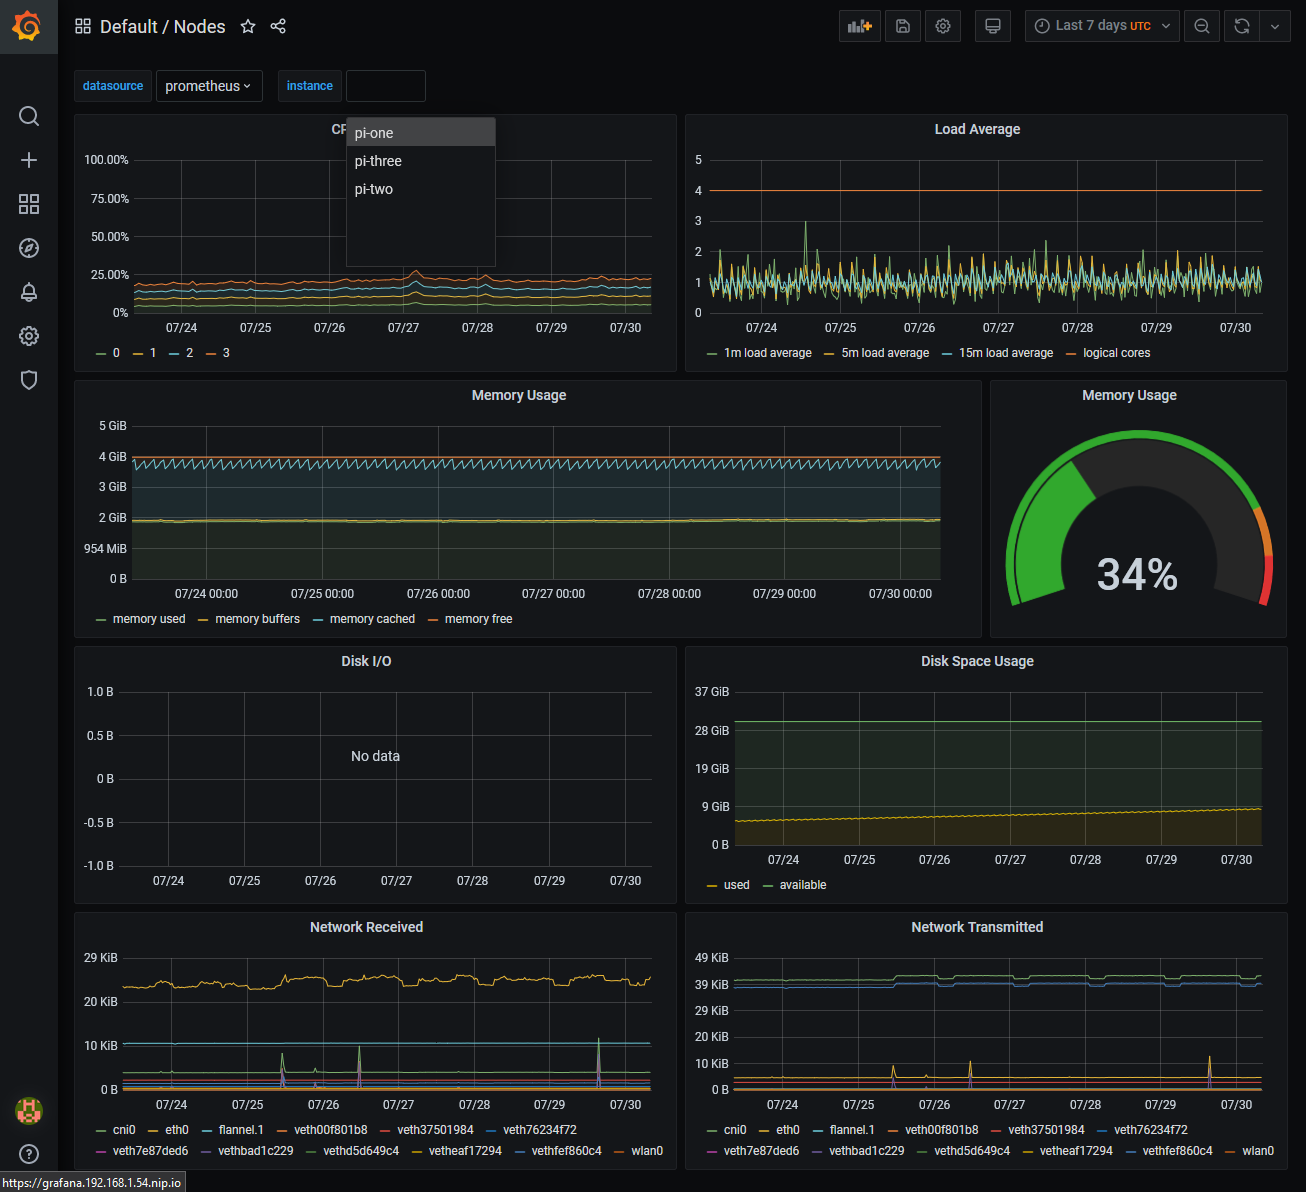 Default / Nodes
Last 7 days UTC
datasource prometheus instance
pi-one
pi-three
pi-two
Load Average
100.00%
75.00%
50.00%
25.00%
0%
07/24 07/25 07/26 07/27 07/28 07/29 07/30
0 1 2 3
5
4
3
2
1
0
07/24 07/25 07/26 07/27 07/28 07/29 07/30
1m load average 5m load average 15m load average logical cores
Memory Usage
5 GiB
4 GiB
3 GiB
2 GiB
954 MiB
0 B
07/24 00:00 07/25 00:00 07/26 00:00 07/27 00:00 07/28 00:00 07/29 00:00 07/30 00:00
memory used memory buffers memory cached memory free
Memory Usage
34%
Disk I/O
1.0 B
0.5 B
0 B
-0.5 B
-1.0 B
No data
07/24 07/25 07/26 07/27 07/28 07/29 07/30
Disk Space Usage
37 GiB
28 GiB
19 GiB
9 GiB
0 B
07/24 07/25 07/26 07/27 07/28 07/29 07/30
used available
Network Received
29 KiB
20 KiB
10 KiB
0 B
07/24 07/25 07/26 07/27 07/28 07/29 07/30
cni0 eth0 flannel.1 veth00f801b8 veth37501984 veth76234f72
veth7e87ded6 vethbad1c229 vethd5d649c4 vetheaf17294 vethfef860c4 wlan0
Network Transmitted
49 KiB
39 KiB
29 KiB
20 KiB
10 KiB
0 B
07/24 07/25 07/26 07/27 07/28 07/29 07/30
cni0 eth0 flannel.1 veth00f801b8 veth37501984 veth76234f72
veth7e87ded6 vethbad1c229 vethd5d649c4 vetheaf17294 vethfef860c4 wlan0
https://grafana.192.168.1.54.nip.io